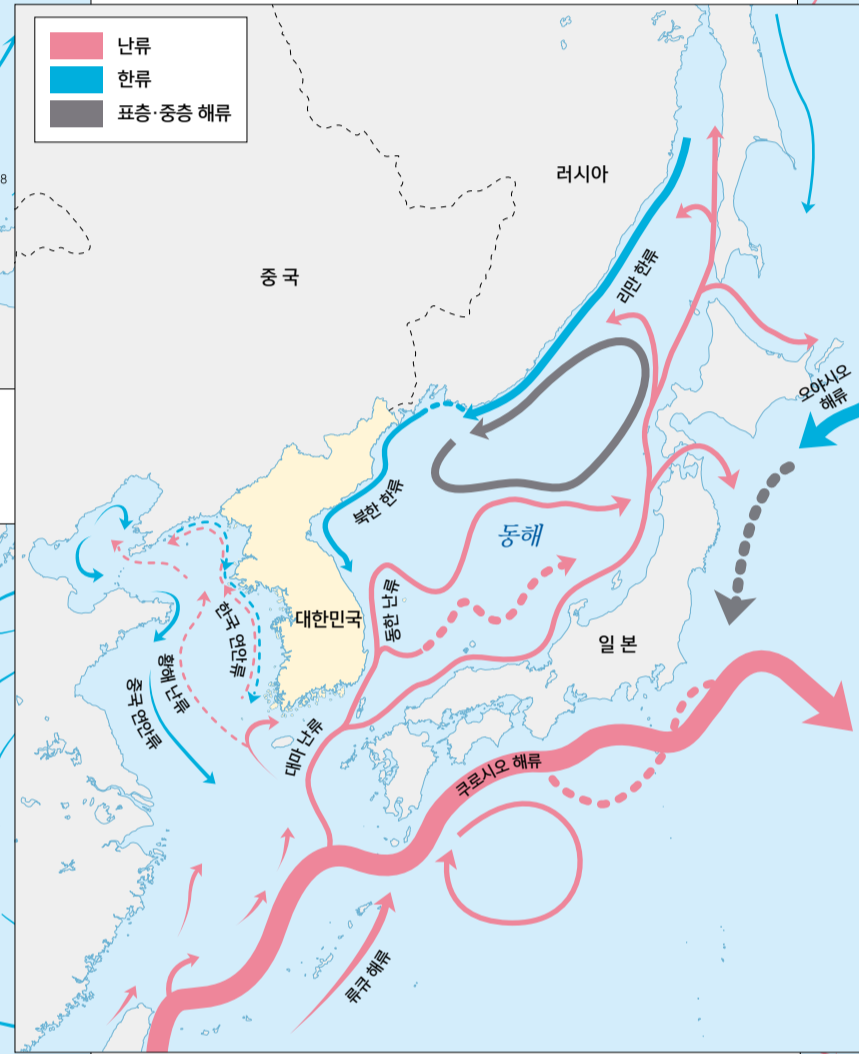 난류
한류
표층·중층 해류
8
러시아
중 국
리만 한류
오야시오
해류
북한 한류
동해
동한 난류
대한민국
한국 연안류
일 본
황해 난류
중국 연안류
대마 난류
쿠로시오 해류
류큐 해류